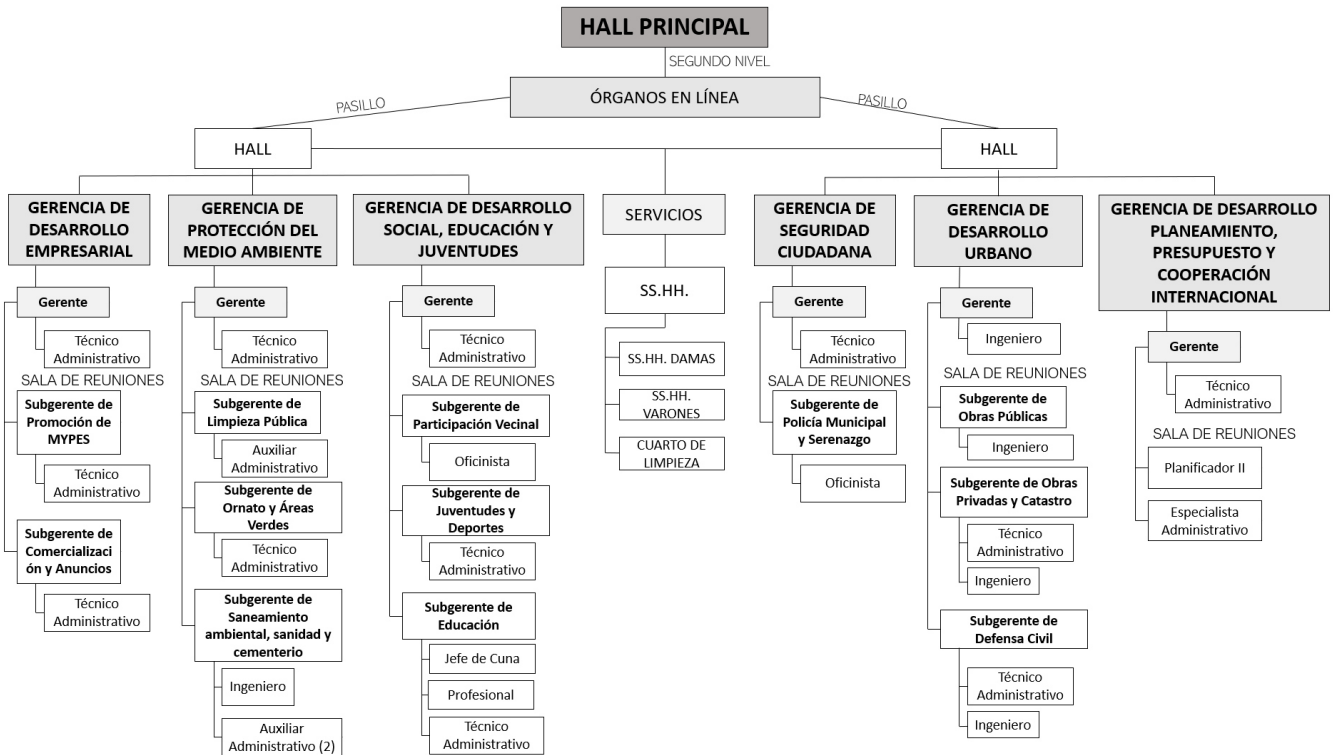 HALL PRINCIPAL
SEGUNDO NIVEL
ÓRGANOS EN LÍNEA
PASILLO
PASILLO
HALL
HALL
GERENCIA DE
DESARROLLO
EMPRESARIAL
Gerente
Técnico
Administrativo
SALA DE REUNIONES
Subgerente de
Promoción de
MYPES
Técnico
Administrativo
Subgerente de
Comercializaci
ón y Anuncios
Técnico
Administrativo
GERENCIA DE
PROTECCIÓN DEL
MEDIO AMBIENTE
Gerente
Técnico
Administrativo
SALA DE REUNIONES
Subgerente de
Limpieza Pública
Auxiliar
Administrativo
Subgerente de
Ornato y Áreas
Verdes
Técnico
Administrativo
Subgerente de
Saneamiento
ambiental, sanidad y
cementerio
Ingeniero
Auxiliar
Administrativo (2)
GERENCIA DE DESARROLLO
SOCIAL, EDUCACIÓN Y
JUVENTUDES
Gerente
Técnico
Administrativo
SALA DE REUNIONES
Subgerente de
Participación Vecinal
Oficinista
Subgerente de
Juventudes y
Deportes
Técnico
Administrativo
Subgerente de
Educación
Jefe de Cuna
Profesional
Técnico
Administrativo
SERVICIOS
SS.HH.
SS.HH. DAMAS
SS.HH.
VARONES
CUARTO DE
LIMPIEZA
GERENCIA DE
SEGURIDAD
CIUDADANA
Gerente
Técnico
Administrativo
SALA DE REUNIONES
Subgerente de
Policía Municipal
y Serenazgo
Oficinista
GERENCIA DE
DESARROLLO
URBANO
Gerente
Ingeniero
SALA DE REUNIONES
Subgerente de
Obras Públicas
Ingeniero
Subgerente de Obras
Privadas y Catastro
Técnico
Administrativo
Ingeniero
Subgerente de
Defensa Civil
Técnico
Administrativo
Ingeniero
GERENCIA DE DESARROLLO
PLANEAMIENTO,
PRESUPUESTO Y
COOPERACIÓN
INTERNACIONAL
Gerente
Técnico
Administrativo
SALA DE REUNIONES
Planificador II
Especialista
Administrativo